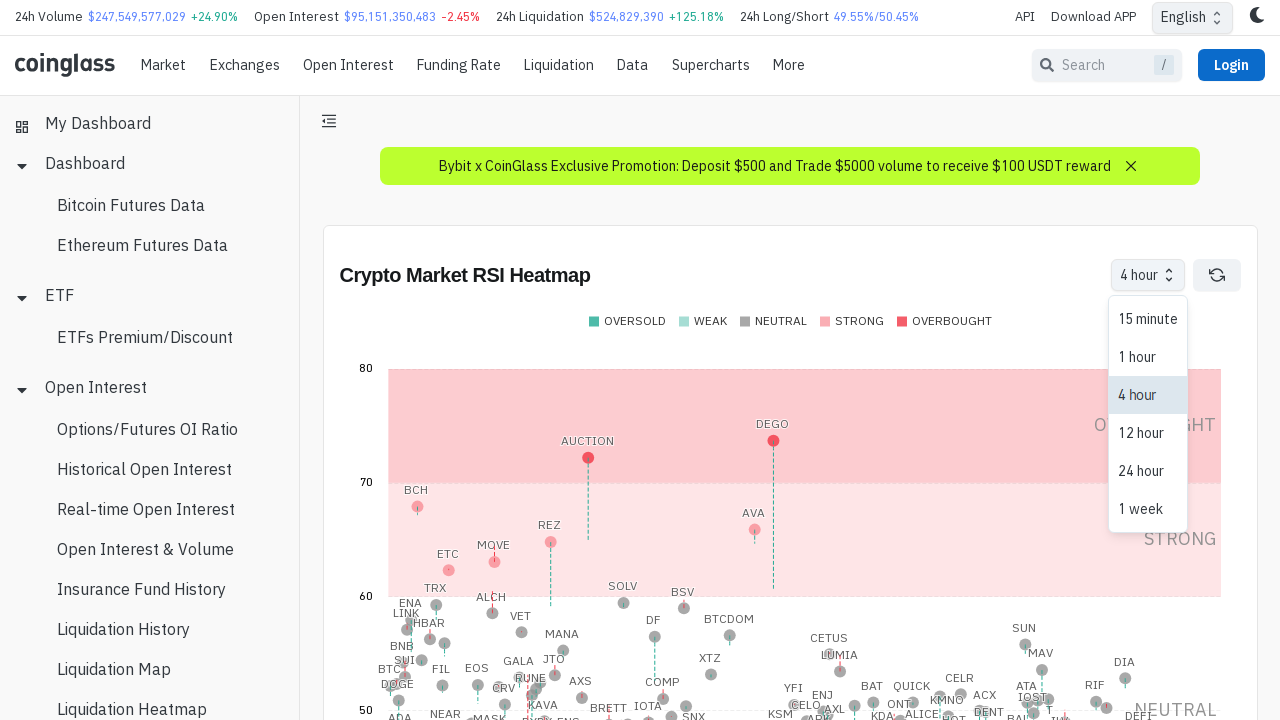 24h Volume $247,549,577,029 +24.90% Open Interest $95,151,350,483 -2.45% 24h Liquidation $524,829,390 +125.18% 24h Long/Short 49.55%/50.45% API Download APP English
coinglass Market Exchanges Open Interest Funding Rate Liquidation Data Supercharts More Search / Login
My Dashboard
Dashboard
Bitcoin Futures Data
Ethereum Futures Data
ETF
ETFs Premium/Discount
Open Interest
Options/Futures OI Ratio
Historical Open Interest
Real-time Open Interest
Open Interest & Volume
Insurance Fund History
Liquidation History
Liquidation Map
Liquidation Heatmap
Bybit x CoinGlass Exclusive Promotion: Deposit $500 and Trade $5000 volume to receive $100 USDT reward
Crypto Market RSI Heatmap
4 hour
15 minute
1 hour
4 hour
12 hour
24 hour
1 week
OVERSOLD WEAK NEUTRAL STRONG OVERBOUGHT
80
DEGO
AUCTION
70
BCH
AVA
REZ
STRONG
MOVE
ETC
TRX
SOLV
BSV
60
ALCH
ENA
LINK
HBAR
VET
DF
BTCDOM
SUN
MANA
CETUS
BNB
LUMIA
MAV
SUI
GALA
JTO
XTZ
DIA
BTC
FIL
EOS
RUNE
AXS
COMP
CELR
DOGE
CRV
YFI
ENJ
BAT
QUICK
ACX
ATA
RIF
KAVA
BRETT
IOTA
CELO
AXL
ONT
KMNO
IOST
50
NEUTRAL
ADA
NEAR
MASK
ENS
SNX
KSM
KDA
ALICE